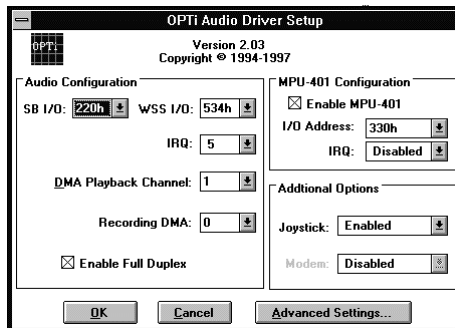 OPTi Audio Driver Setup
OPTi
Version 2.03
Copyright © 1994-1997
Audio Configuration
SB I/O: 220h WSS I/O: 534h
IRQ: 5
DMA Playback Channel: 1
Recording DMA: 0
Enable Full Duplex
MPU-401 Configuration
Enable MPU-401
I/O Address: 330h
IRQ: Disabled
Addtional Options
Joystick: Enabled
Modem: Disabled
OK Cancel Advanced Settings...